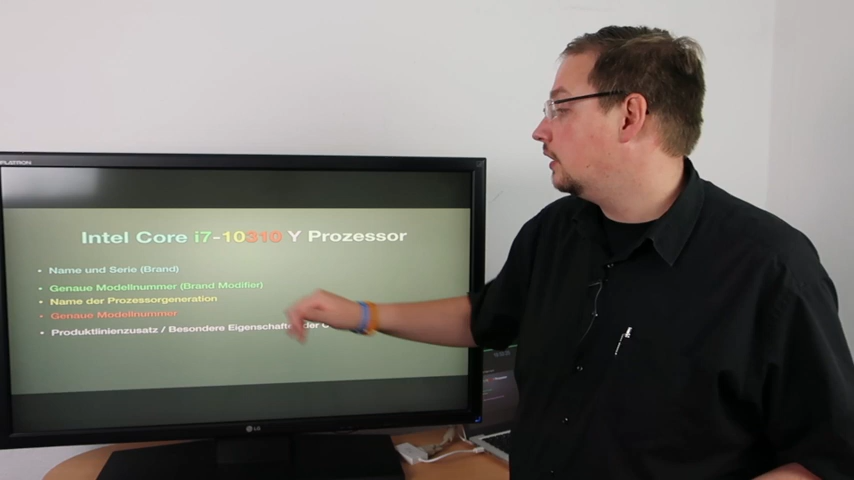 FLATRON
Intel Core i7-10310 Y Prozessor
• Name und Serie (Brand)
• Genaue Modellnummer (Brand Modifier)
• Name der Prozessorgeneration
• Genaue Modellnummer
• Produktlinienzusatz / Besondere Eigenschaften der
LG